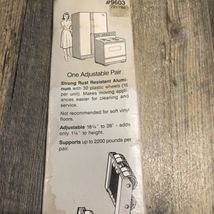 #9603
One Adjustable Pair
Strong Rust Resistant Alumi-
num with 30 plastic wheels (15
per unit). Makes moving appli-
ances easier for cleaning and
service.
Not recommended for soft vinyl
floors.
Adjustable 18¼" to 28" - adds
only 1¼" to height.
Supports up to 2200 pounds per
pair.